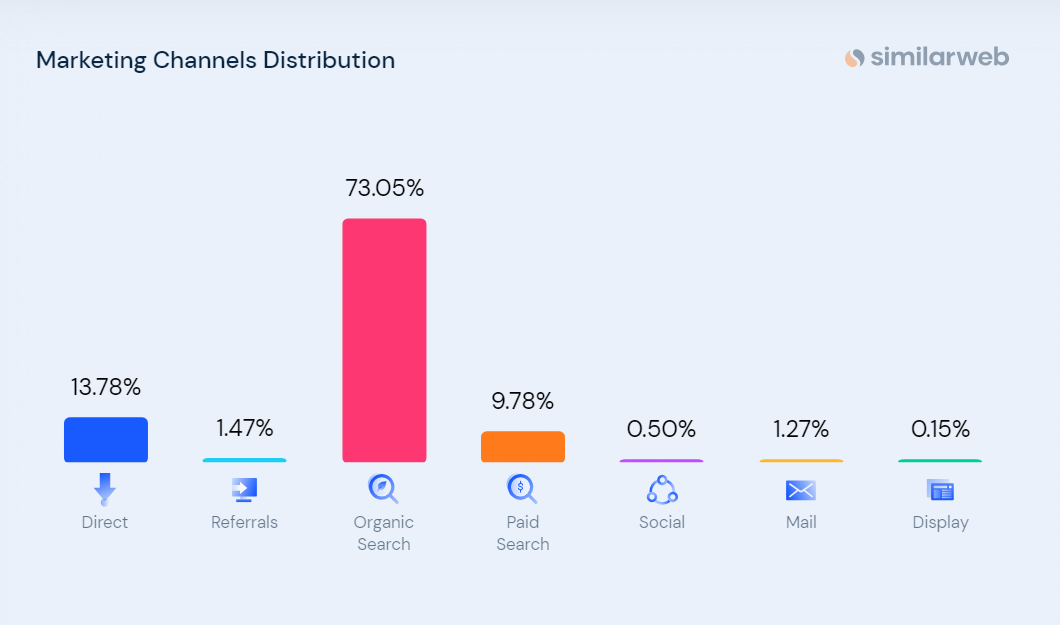 Marketing Channels Distribution
similarweb
73.05%
13.78%
9.78%
1.47%
0.50%
1.27%
0.15%
$
Direct
Referrals
Organic
Search
Paid
Search
Social
Mail
Display